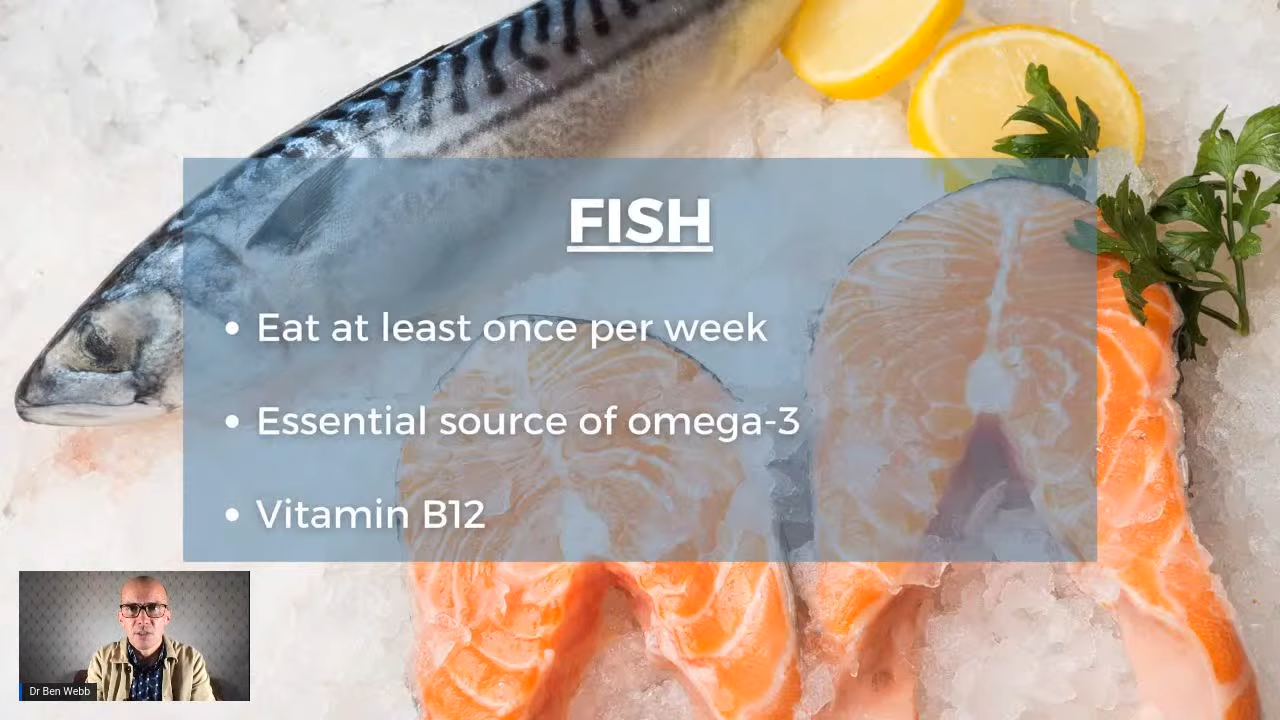 FISH
• Eat at least once per week
• Essential source of omega-3
• Vitamin B12
Dr Ben Webb